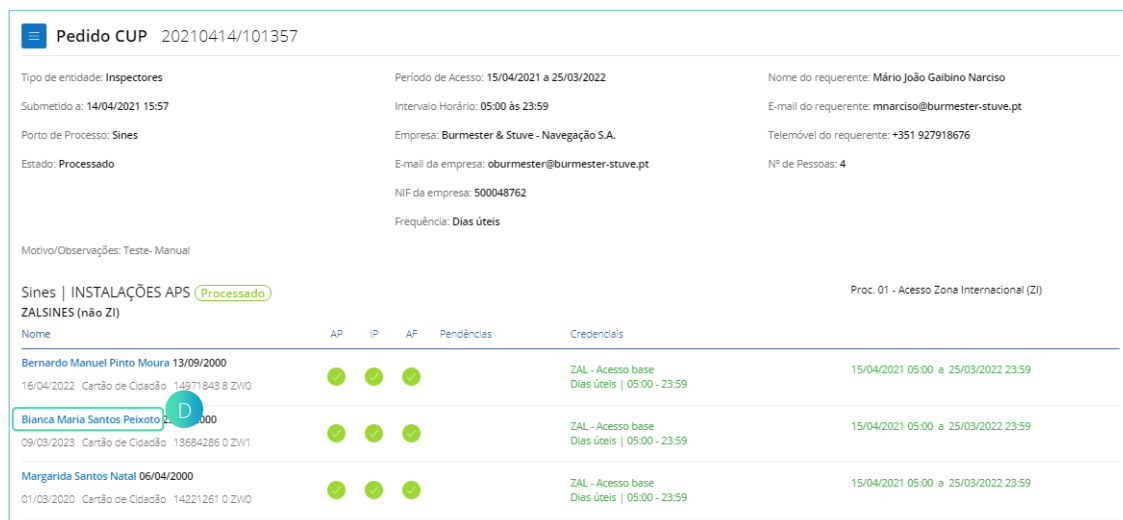 Pedido CUP 20210414/101357
Tipo de entidade: Inspectores
Período de Acesso: 15/04/2021 a 25/03/2022
Nome do requerente: Mário João Gaibino Narciso
Submetido a: 14/04/2021 15:57
Intervalo Horário: 05:00 às 23:59
E-mail do requerente: mnarciso@burmester-stuve.pt
Porto de Processo: Sines
Empresa: Burmester & Stuve - Navegação S.A.
Telemóvel do requerente: +351 927918676
Estado: Processado
E-mail da empresa: oburmester@burmester-stuve.pt
Nº de Pessoas: 4
NIF da empresa: 500048762
Frequência: Dias úteis
Motivo/Observações: Teste- Manual
Sines | INSTALAÇÕES APS Processado
Proc. 01 - Acesso Zona Internacional (ZI)
ZALSINES (não ZI)
Nome AP IP AF Pendências Credenciais
Bernardo Manuel Pinto Moura 13/09/2000
16/04/2022 Cartão de Cidadão 14971843 8 ZW0
ZAL - Acesso base
Dias úteis | 05:00 - 23:59
15/04/2021 05:00 a 25/03/2022 23:59
Bianca Maria Santos Peixoto
D
09/03/2023 Cartão de Cidadão 13684286 0 ZW1
ZAL - Acesso base
Dias úteis | 05:00 - 23:59
15/04/2021 05:00 a 25/03/2022 23:59
Margarida Santos Natal 06/04/2000
01/03/2020 Cartão de Cidadão 14221261 0 ZW0
ZAL - Acesso base
Dias úteis | 05:00 - 23:59
15/04/2021 05:00 a 25/03/2022 23:59